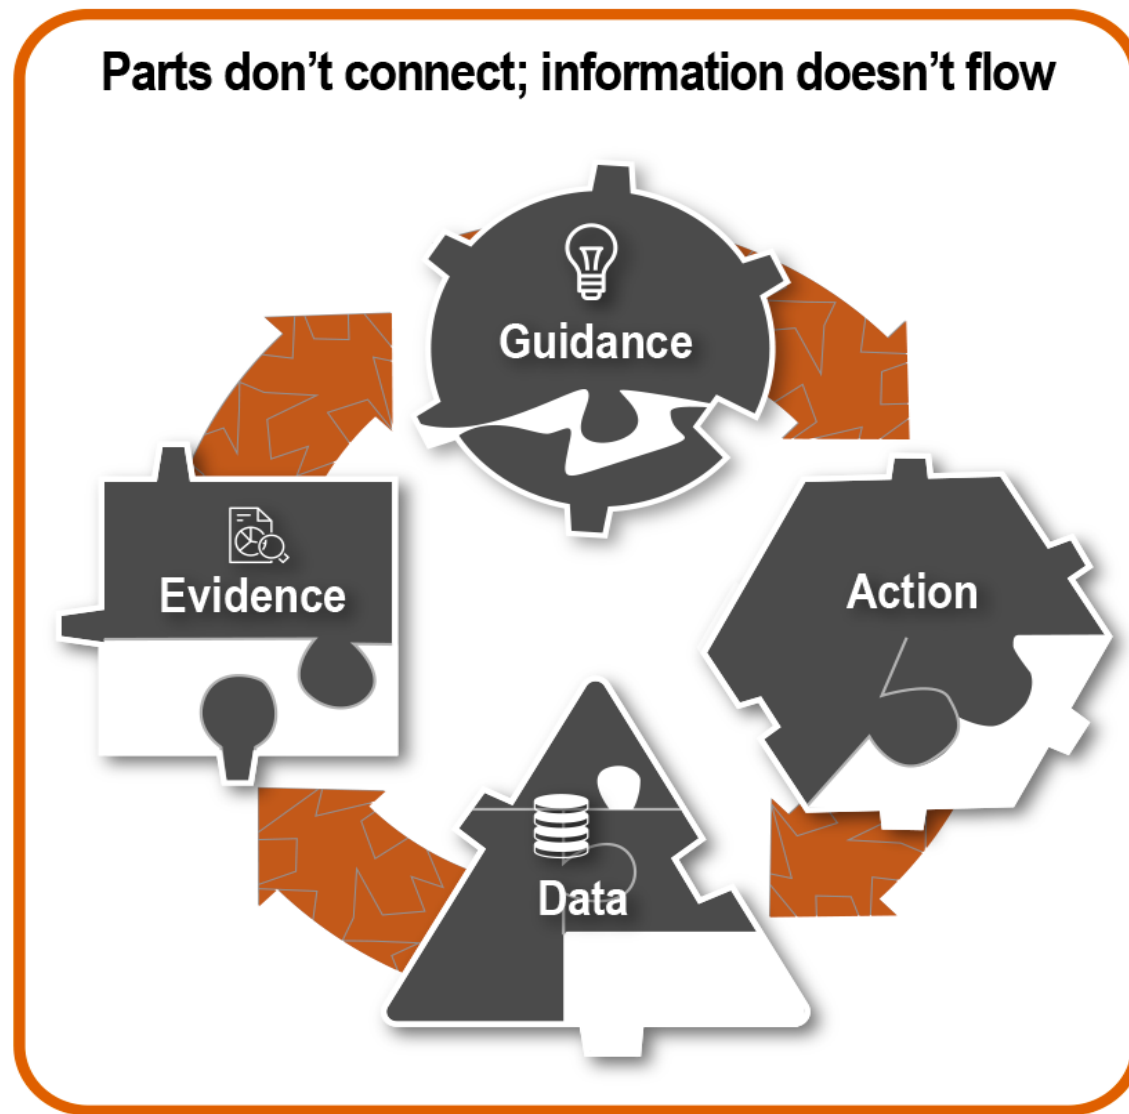 Parts don’t connect; information doesn’t flow
Guidance
Action
Evidence
Data